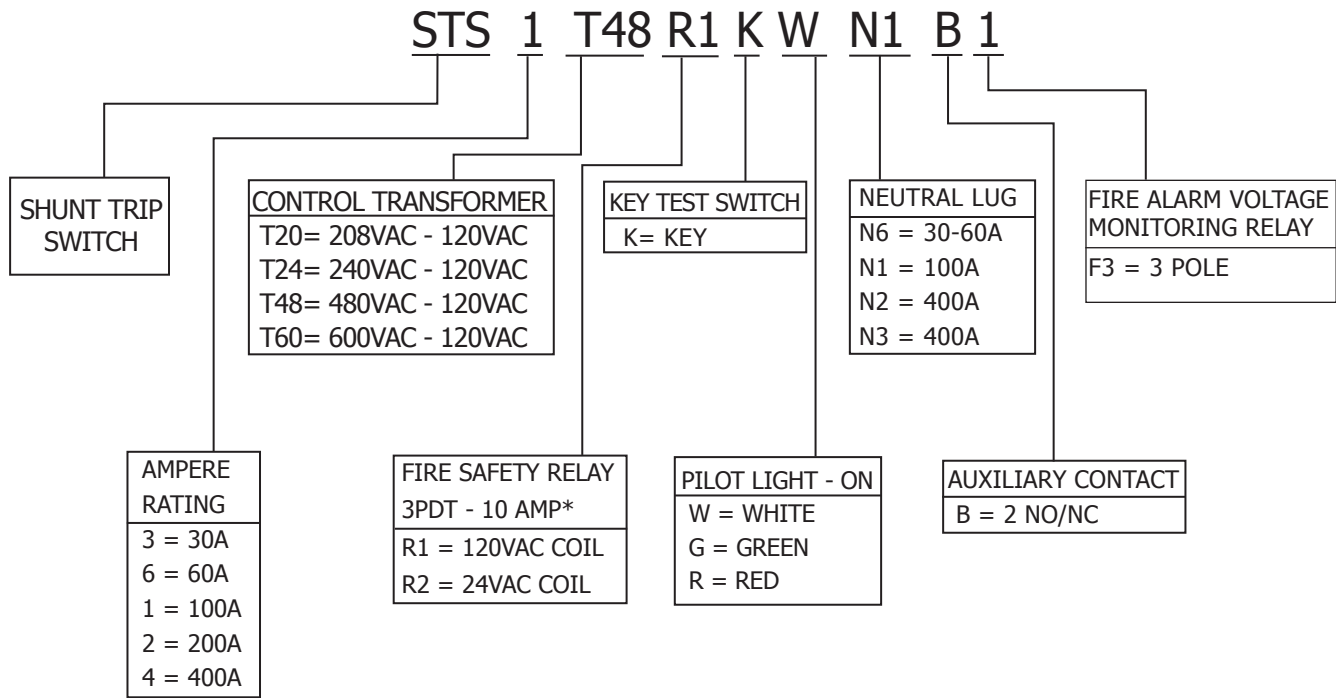 STS 1 T48 R1 K W N1 B 1
SHUNT TRIP
SWITCH
CONTROL TRANSFORMER
T20= 208VAC - 120VAC
T24= 240VAC - 120VAC
T48= 480VAC - 120VAC
T60= 600VAC - 120VAC
KEY TEST SWITCH
K= KEY
NEUTRAL LUG
N6 = 30-60A
N1 = 100A
N2 = 400A
N3 = 400A
FIRE ALARM VOLTAGE
MONITORING RELAY
F3 = 3 POLE
AMPERE
RATING
3 = 30A
6 = 60A
1 = 100A
2 = 200A
4 = 400A
FIRE SAFETY RELAY
3PDT - 10 AMP*
R1 = 120VAC COIL
R2 = 24VAC COIL
PILOT LIGHT - ON
W = WHITE
G = GREEN
R = RED
AUXILIARY CONTACT
B = 2 NO/NC